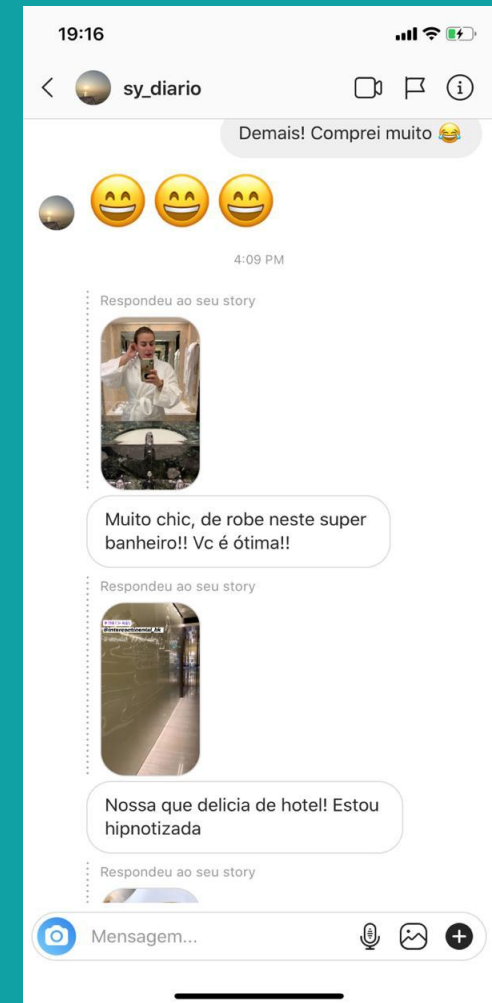 19:16
sy_diario
Demais! Comprei muito 😂
😄😄😄
4:09 PM
Respondeu ao seu story
Muito chic, de robe neste super
banheiro!! Vc é ótima!!
Respondeu ao seu story
@intercontinental_hk
Nossa que delicia de hotel! Estou
hipnotizada
Respondeu ao seu story
Mensagem...